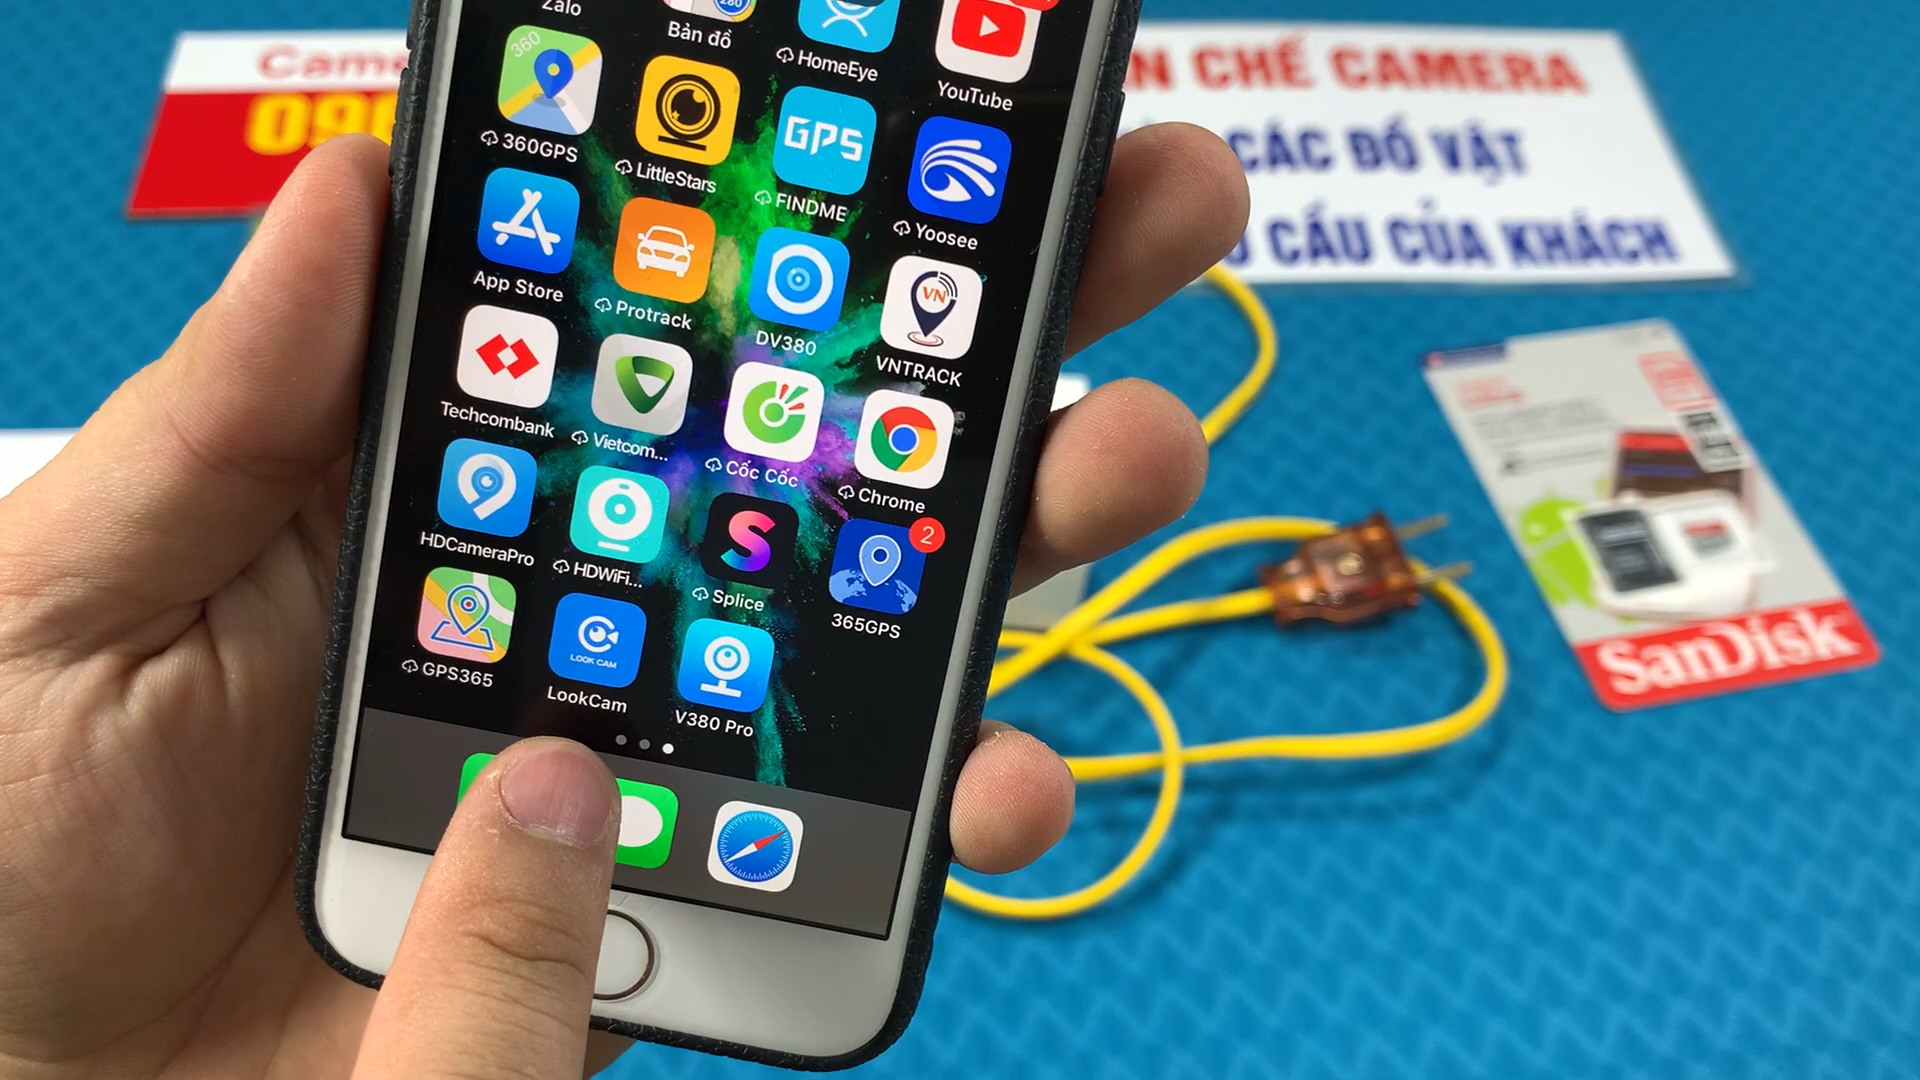 Zalo
Bản đồ
HomeEye
YouTube
360
360GPS
LittleStars
GPS
FINDME
Yoosee
App Store
Protrack
DV380
VN
VNTRACK
Techcombank
Vietcom...
Cốc Cốc
Chrome
HDCameraPro
HDWiFi...
Splice
2
365GPS
GPS365
LOOK CAM
LookCam
V380 Pro
Came
09
N CHẾ CAMERA
CÁC ĐỒ VẬT
CẦU CỦA KHÁCH
SanDisk